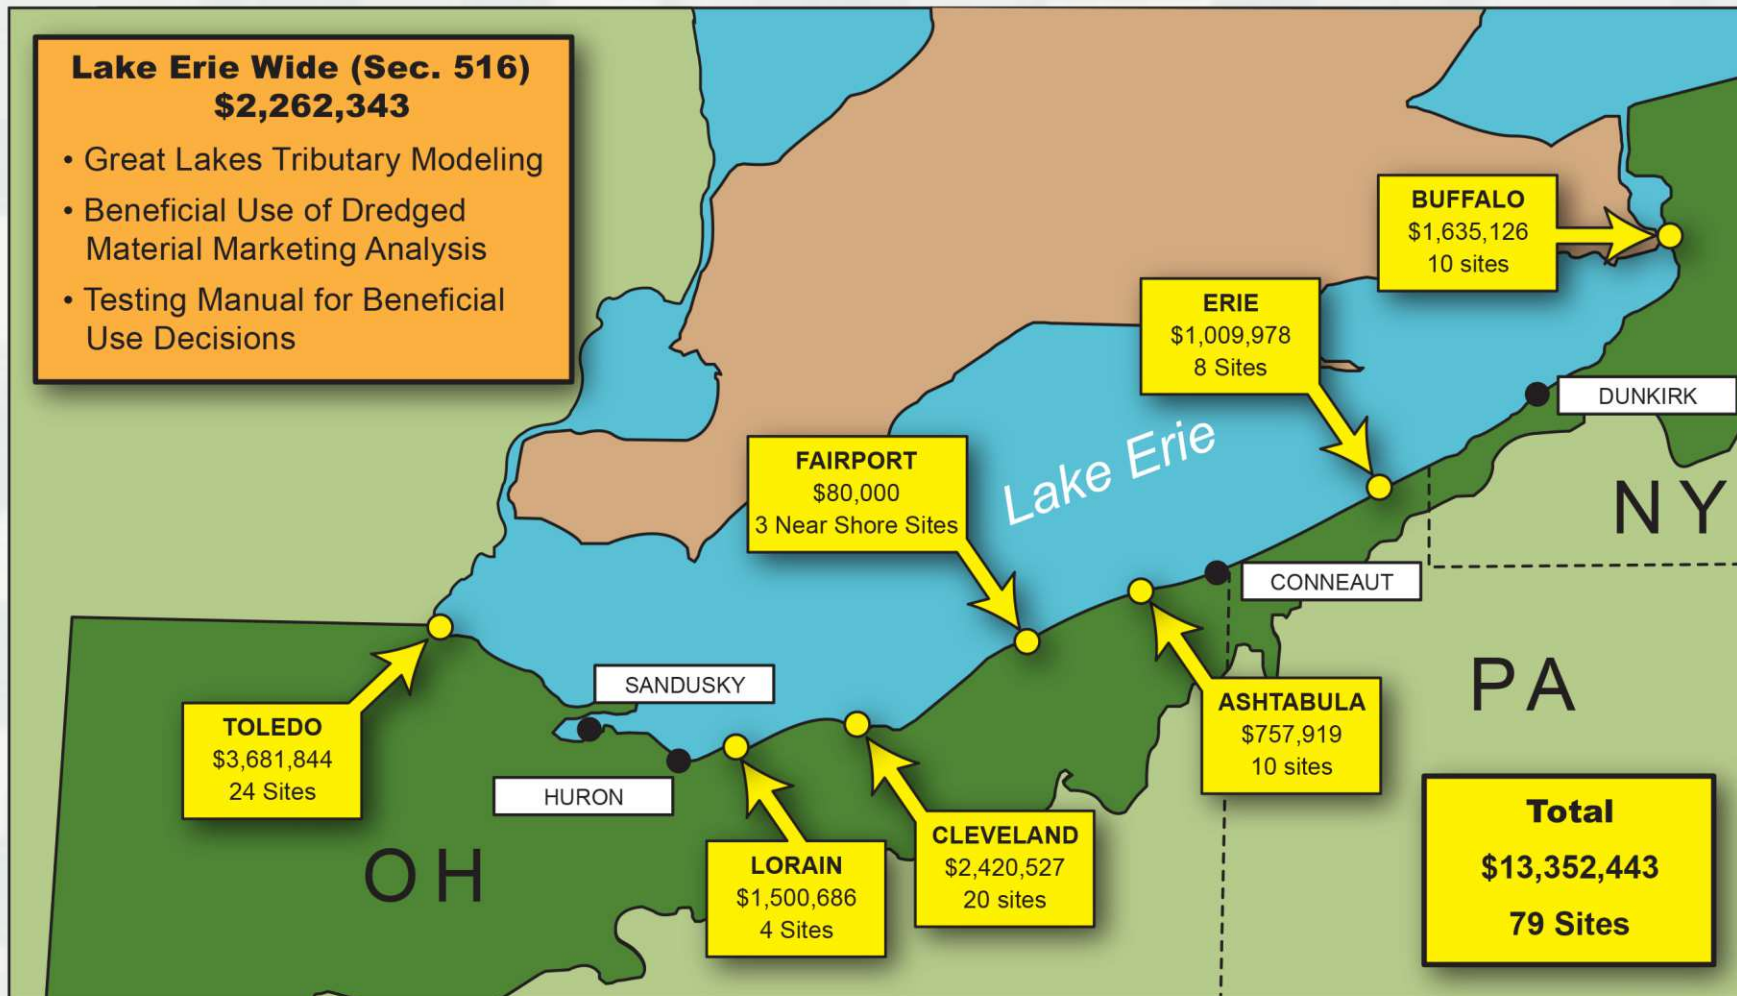 Lake Erie Wide (Sec. 516)
$2,262,343
• Great Lakes Tributary Modeling
• Beneficial Use of Dredged
Material Marketing Analysis
• Testing Manual for Beneficial
Use Decisions
BUFFALO
$1,635,126
10 sites
ERIE
$1,009,978
8 Sites
DUNKIRK
FAIRPORT
$80,000
3 Near Shore Sites
Lake Erie
NY
CONNEAUT
SANDUSKY
PA
TOLEDO
$3,681,844
24 Sites
HURON
ASHTABULA
$757,919
10 sites
OH
LORAIN
$1,500,686
4 Sites
CLEVELAND
$2,420,527
20 sites
Total
$13,352,443
79 Sites